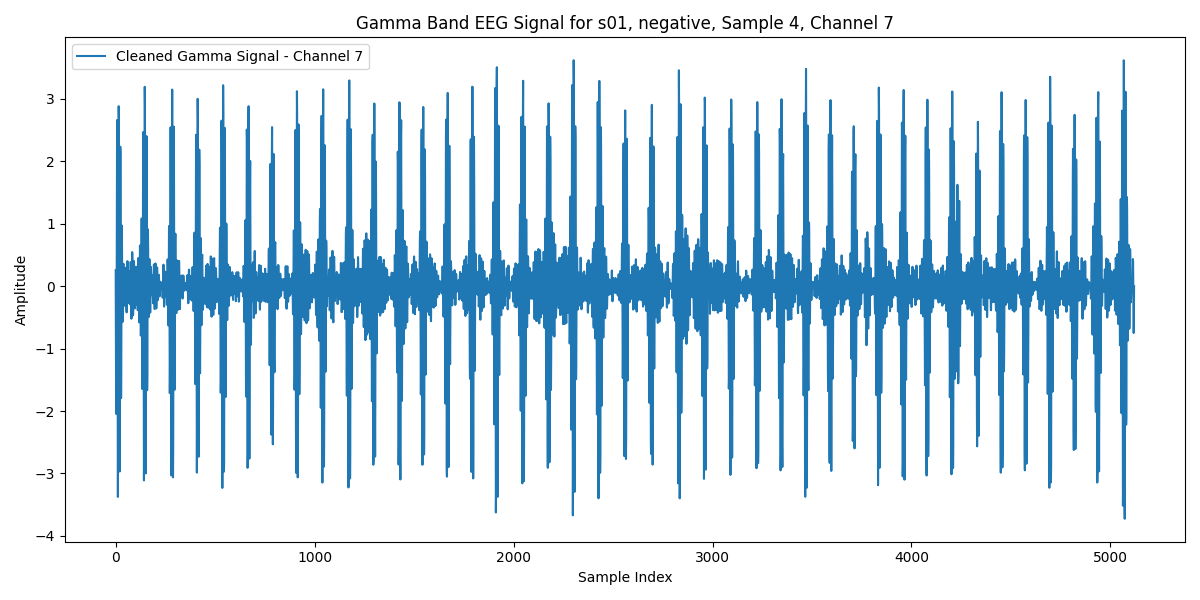 Gamma Band EEG Signal for s01, negative, Sample 4, Channel 7
Cleaned Gamma Signal - Channel 7
Amplitude
3
2
1
0
−1
−2
−3
−4
0 1000 2000 3000 4000 5000
Sample Index